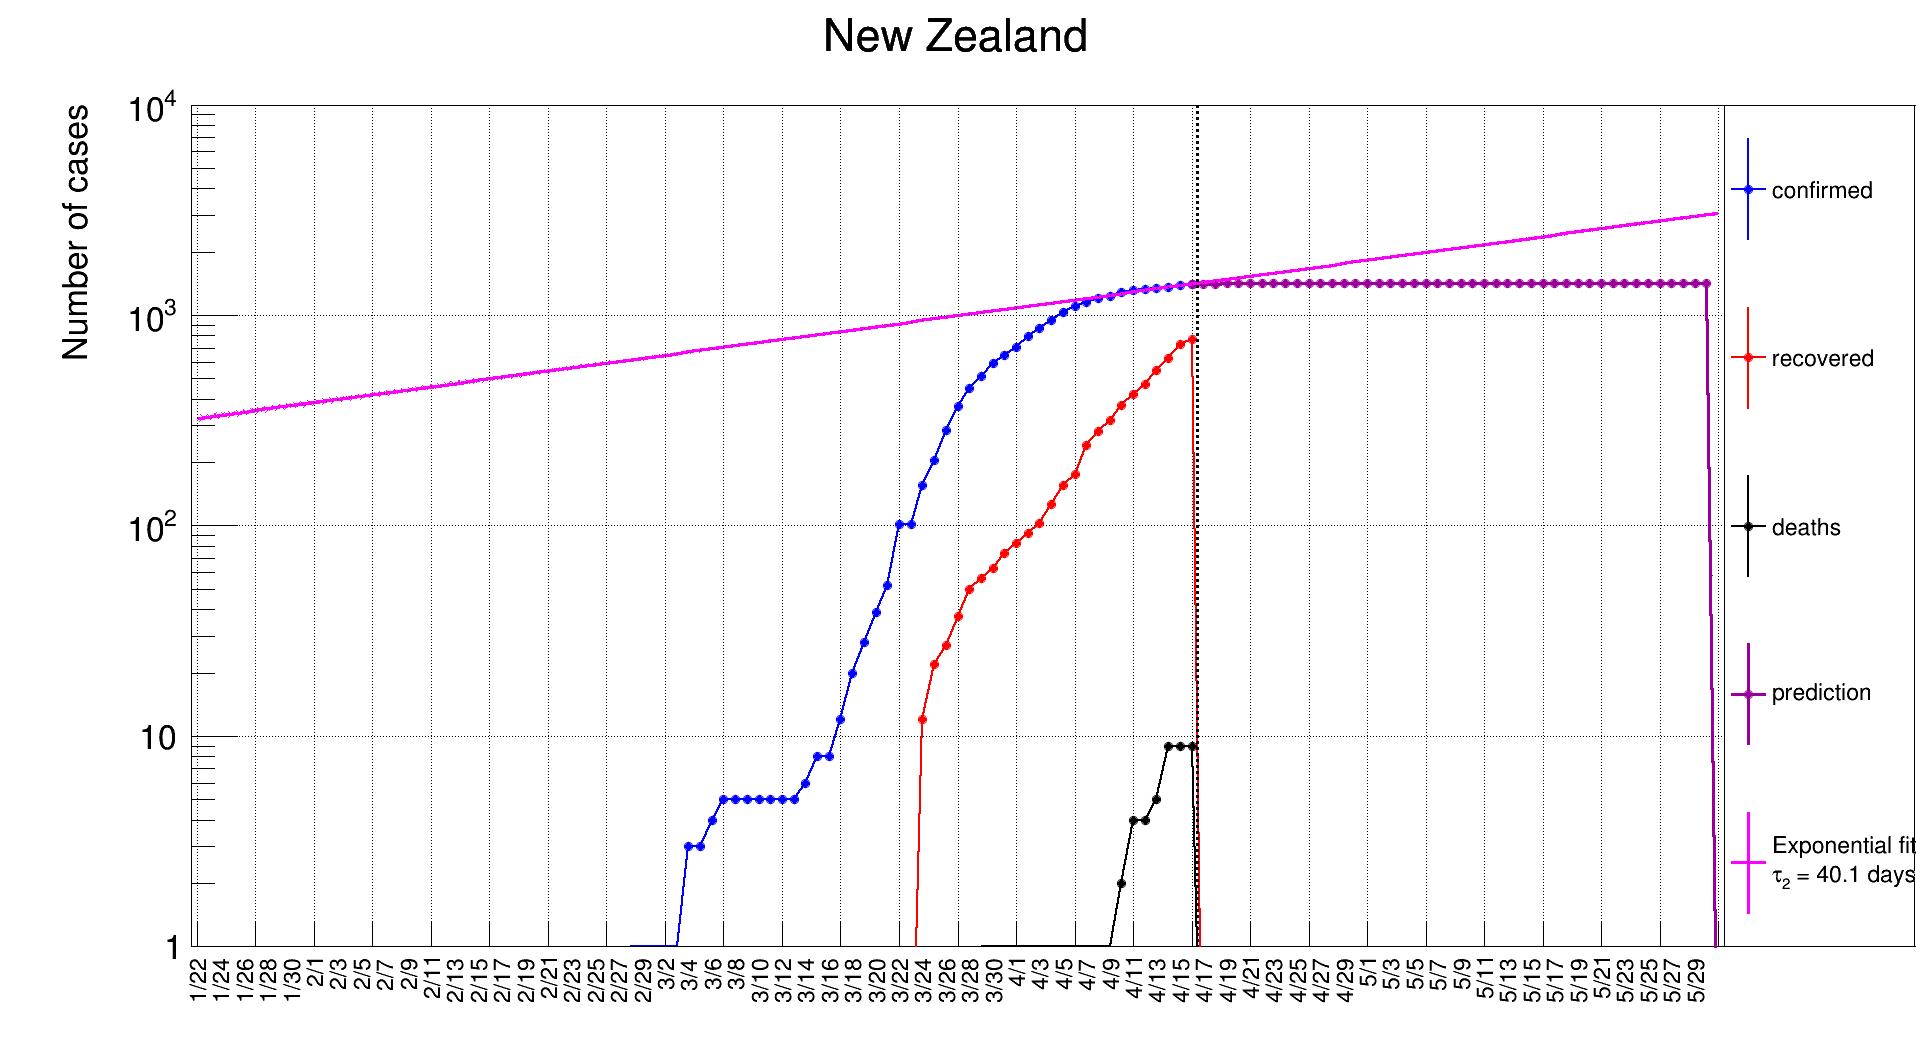 New Zealand
Number of cases
10⁴
10³
10²
10
1
1/22 1/24 1/26 1/28 1/30 2/1 2/3 2/5 2/7 2/9 2/11 2/13 2/15 2/17 2/19 2/21 2/23 2/25 2/27 2/29 3/2 3/4 3/6 3/8 3/10 3/12 3/14 3/16 3/18 3/20 3/22 3/24 3/26 3/28 3/30 4/1 4/3 4/5 4/7 4/9 4/11 4/13 4/15 4/17 4/19 4/21 4/23 4/25 4/27 4/29 5/1 5/3 5/5 5/7 5/9 5/11 5/13 5/15 5/17 5/19 5/21 5/23 5/25 5/27 5/29
confirmed
recovered
deaths
prediction
Exponential fit
τ₂ = 40.1 days